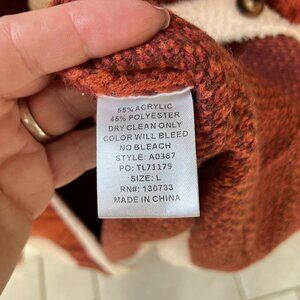 55% ACRYLIC
45% POLYESTER
DRY CLEAN ONLY
COLOR WILL BLEED
NO BLEACH
STYLE: A0367
PO: TL71179
SIZE: L
RN#: 130733
MADE IN CHINA